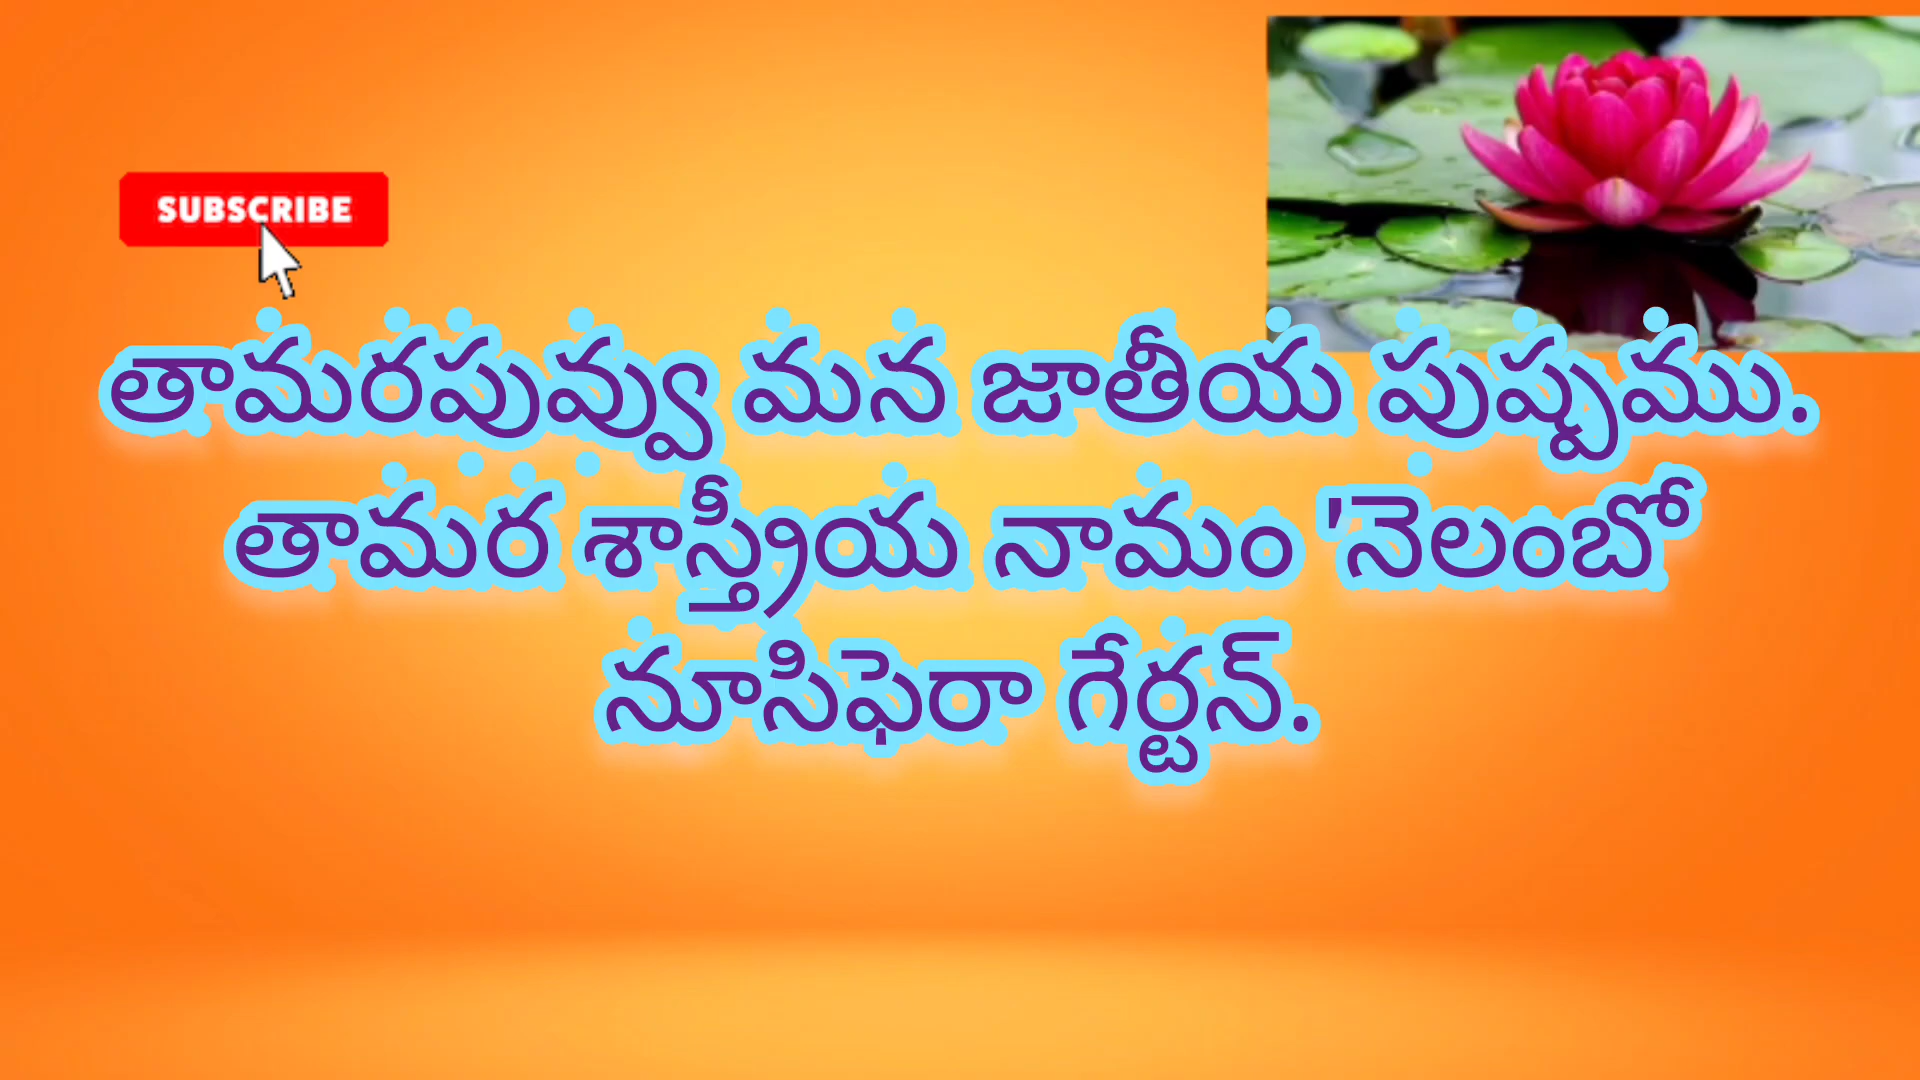 SUBSCRIBE
తామరపువ్వు మన జాతీయ పుష్పము.
తామర శాస్త్రీయ నామం 'నెలంబో
నూసిఫెరా గేర్టన్.